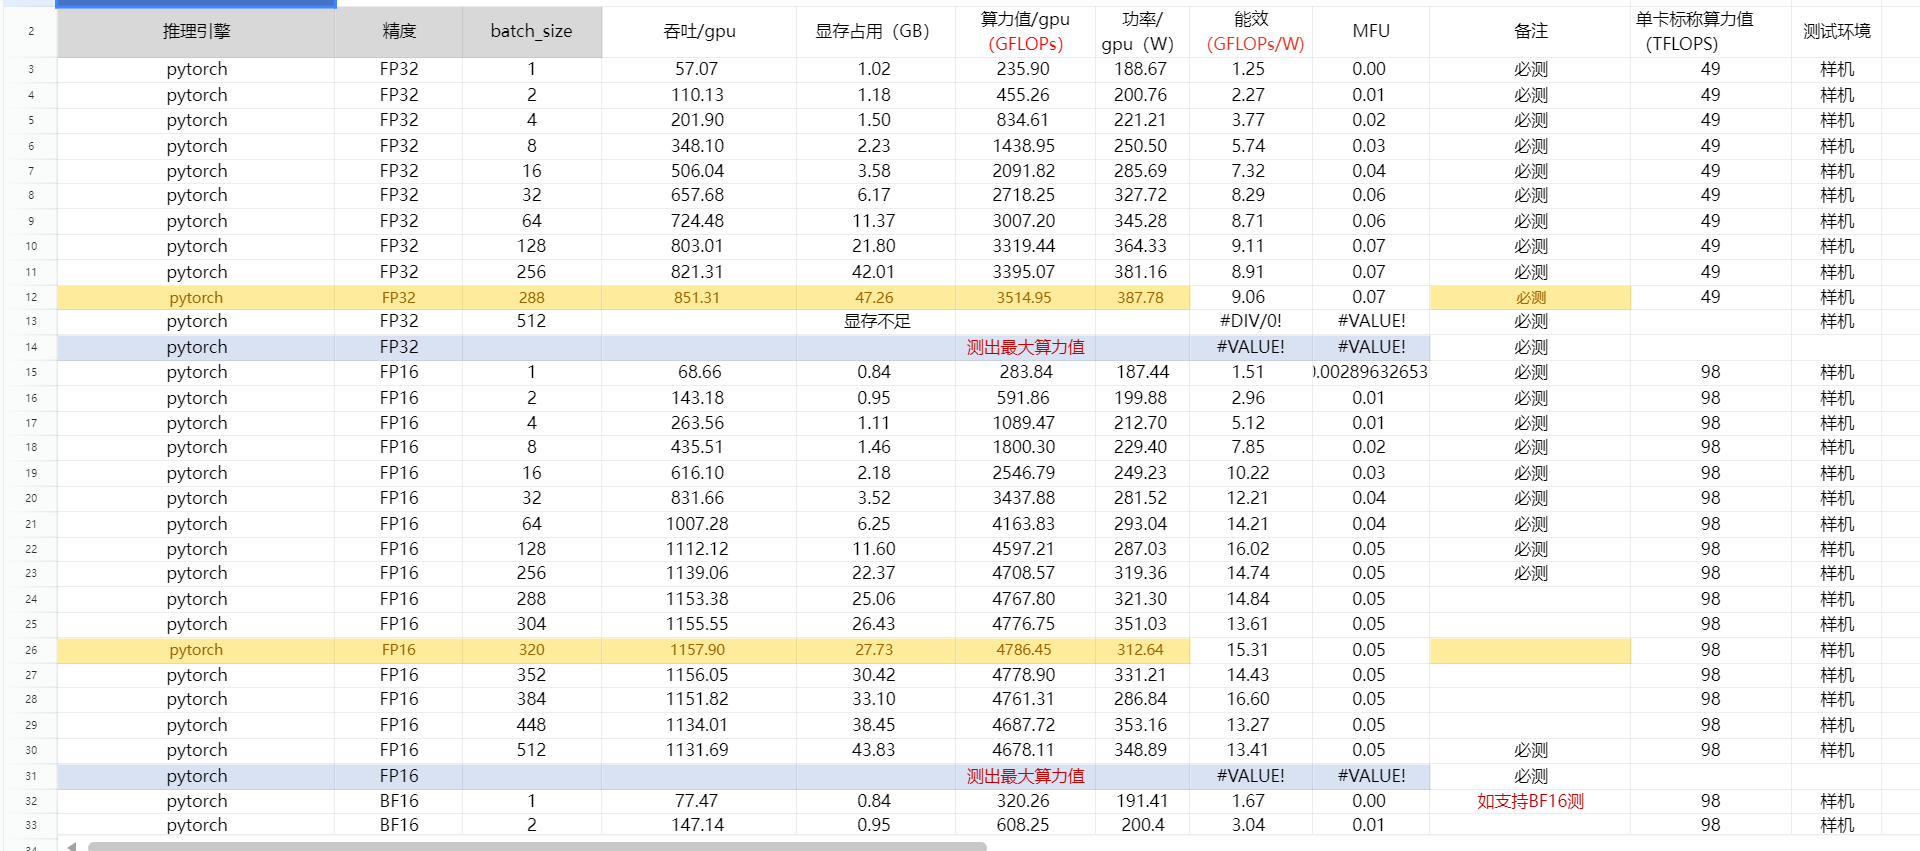 2 推理引擎 精度 batch_size 吞吐/gpu 显存占用（GB） 算力值/gpu（GFLOPs） 功率/gpu（W） 能效（GFLOPs/W) MFU 备注 单卡标称算力值（TFLOPS) 测试环境
3 pytorch FP32 1 57.07 1.02 235.90 188.67 1.25 0.00 必测 49 样机
4 pytorch FP32 2 110.13 1.18 455.26 200.76 2.27 0.01 必测 49 样机
5 pytorch FP32 4 201.90 1.50 834.61 221.21 3.77 0.02 必测 49 样机
6 pytorch FP32 8 348.10 2.23 1438.95 250.50 5.74 0.03 必测 49 样机
7 pytorch FP32 16 506.04 3.58 2091.82 285.69 7.32 0.04 必测 49 样机
8 pytorch FP32 32 657.68 6.17 2718.25 327.72 8.29 0.06 必测 49 样机
9 pytorch FP32 64 724.48 11.37 3007.20 345.28 8.71 0.06 必测 49 样机
10 pytorch FP32 128 803.01 21.80 3319.44 364.33 9.11 0.07 必测 49 样机
11 pytorch FP32 256 821.31 42.01 3395.07 381.16 8.91 0.07 必测 49 样机
12 pytorch FP32 288 851.31 47.26 3514.95 387.78 9.06 0.07 必测 49 样机
13 pytorch FP32 512 显存不足 #DIV/0! #VALUE! 必测 样机
14 pytorch FP32 测出最大算力值 #VALUE! #VALUE! 必测
15 pytorch FP16 1 68.66 0.84 283.84 187.44 1.51 0.00289632653 必测 98 样机
16 pytorch FP16 2 143.18 0.95 591.86 199.88 2.96 0.01 必测 98 样机
17 pytorch FP16 4 263.56 1.11 1089.47 212.70 5.12 0.01 必测 98 样机
18 pytorch FP16 8 435.51 1.46 1800.30 229.40 7.85 0.02 必测 98 样机
19 pytorch FP16 16 616.10 2.18 2546.79 249.23 10.22 0.03 必测 98 样机
20 pytorch FP16 32 831.66 3.52 3437.88 281.52 12.21 0.04 必测 98 样机
21 pytorch FP16 64 1007.28 6.25 4163.83 293.04 14.21 0.04 必测 98 样机
22 pytorch FP16 128 1112.12 11.60 4597.21 287.03 16.02 0.05 必测 98 样机
23 pytorch FP16 256 1139.06 22.37 4708.57 319.36 14.74 0.05 必测 98 样机
24 pytorch FP16 288 1153.38 25.06 4767.80 321.30 14.84 0.05 98 样机
25 pytorch FP16 304 1155.55 26.43 4776.75 351.03 13.61 0.05 98 样机
26 pytorch FP16 320 1157.90 27.73 4786.45 312.64 15.31 0.05 98 样机
27 pytorch FP16 352 1156.05 30.42 4778.90 331.21 14.43 0.05 98 样机
28 pytorch FP16 384 1151.82 33.10 4761.31 286.84 16.60 0.05 98 样机
29 pytorch FP16 448 1134.01 38.45 4687.72 353.16 13.27 0.05 98 样机
30 pytorch FP16 512 1131.69 43.83 4678.11 348.89 13.41 0.05 必测 98 样机
31 pytorch FP16 测出最大算力值 #VALUE! #VALUE! 必测
32 pytorch BF16 1 77.47 0.84 320.26 191.41 1.67 0.00 如支持BF16测 98 样机
33 pytorch BF16 2 147.14 0.95 608.25 200.4 3.04 0.01 98 样机